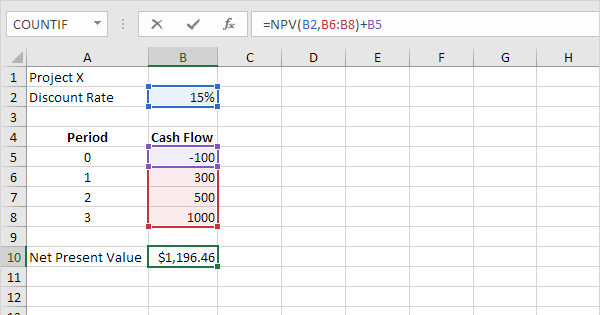 COUNTIF =NPV(B2,B6:B8)+B5
A B C D E F G H
1 Project X
2 Discount Rate 15%
3
4 Period Cash Flow
5 0 -100
6 1 300
7 2 500
8 3 1000
9
10 Net Present Value $1,196.46
11
12